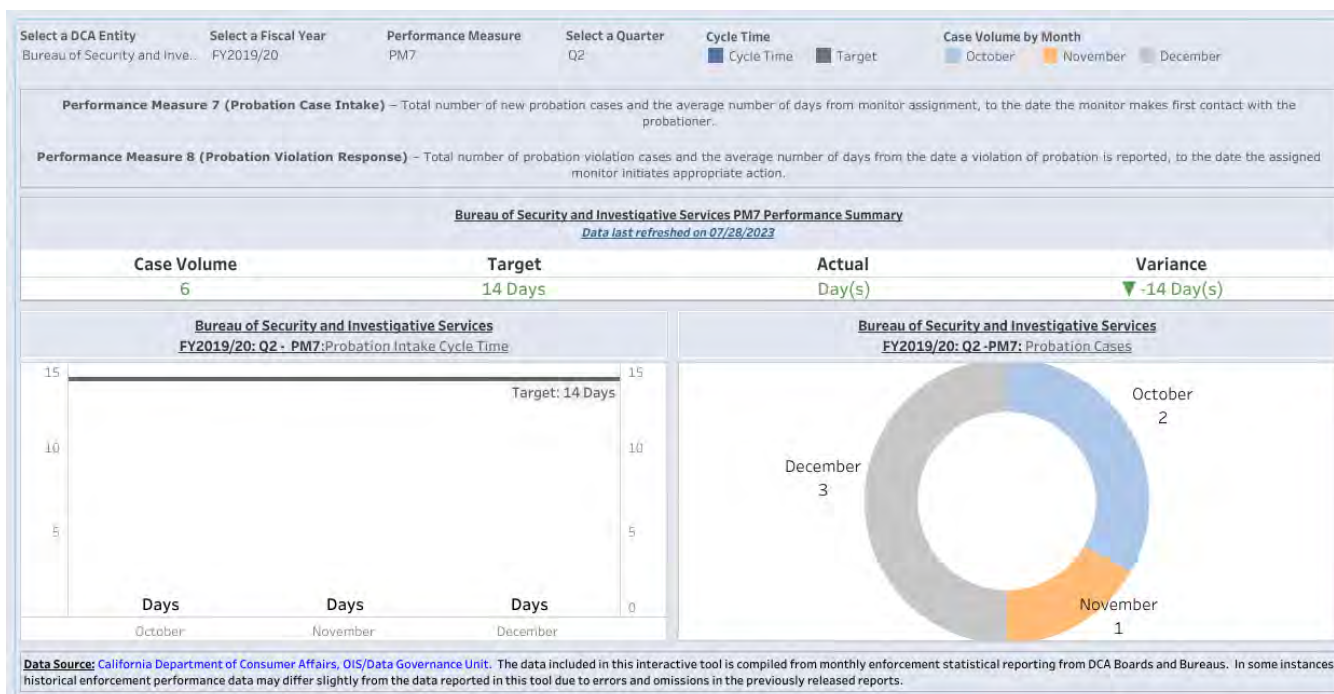 Select a DCA Entity Select a Fiscal Year Performance Measure Select a Quarter Cycle Time Case Volume by Month
Bureau of Security and Inve.. FY2019/20 PM7 Q2 Cycle Time Target October November December
Performance Measure 7 (Probation Case Intake) – Total number of new probation cases and the average number of days from monitor assignment, to the date the monitor makes first contact with the
probationer.
Performance Measure 8 (Probation Violation Response) – Total number of probation violation cases and the average number of days from the date a violation of probation is reported, to the date the assigned
monitor initiates appropriate action.
Bureau of Security and Investigative Services PM7 Performance Summary
Data last refreshed on 07/28/2023
Case Volume Target Actual Variance
6 14 Days Day(s) ▼ -14 Day(s)
Bureau of Security and Investigative Services
FY2019/20: Q2 - PM7:Probation Intake Cycle Time
15 15
Target: 14 Days
10 10
5 5
Days Days Days 0
October November December
Bureau of Security and Investigative Services
FY2019/20: Q2 -PM7: Probation Cases
October
2
December
3
November
1
Data Source: California Department of Consumer Affairs, OIS/Data Governance Unit. The data included in this interactive tool is compiled from monthly enforcement statistical reporting from DCA Boards and Bureaus. In some instances
historical enforcement performance data may differ slightly from the data reported in this tool due to errors and omissions in the previously released reports.